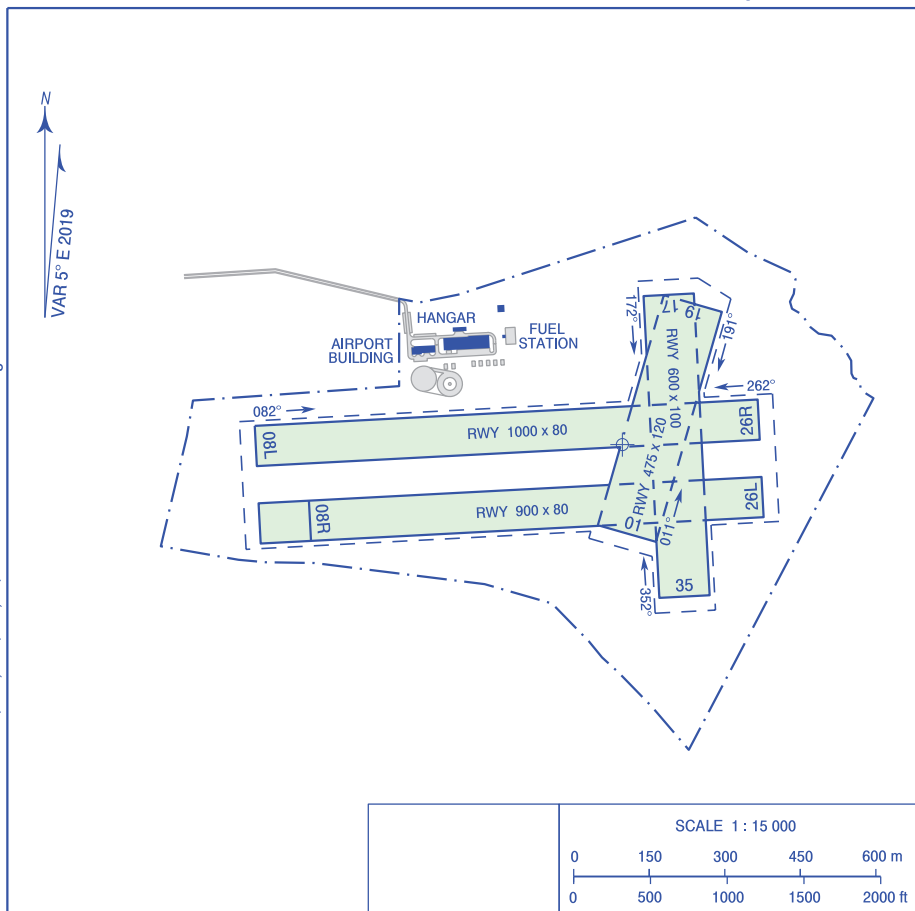 N
VAR 5° E 2019
HANGAR
AIRPORT
BUILDING
FUEL
STATION
172°
19
17
191°
RWY 600 x 100
082°
262°
08L
RWY 1000 x 80
26R
RWY 475 x 120
08R
RWY 900 x 80
26L
01
011°
352°
35
SCALE 1 : 15 000
0 150 300 450 600 m
0 500 1000 1500 2000 ft